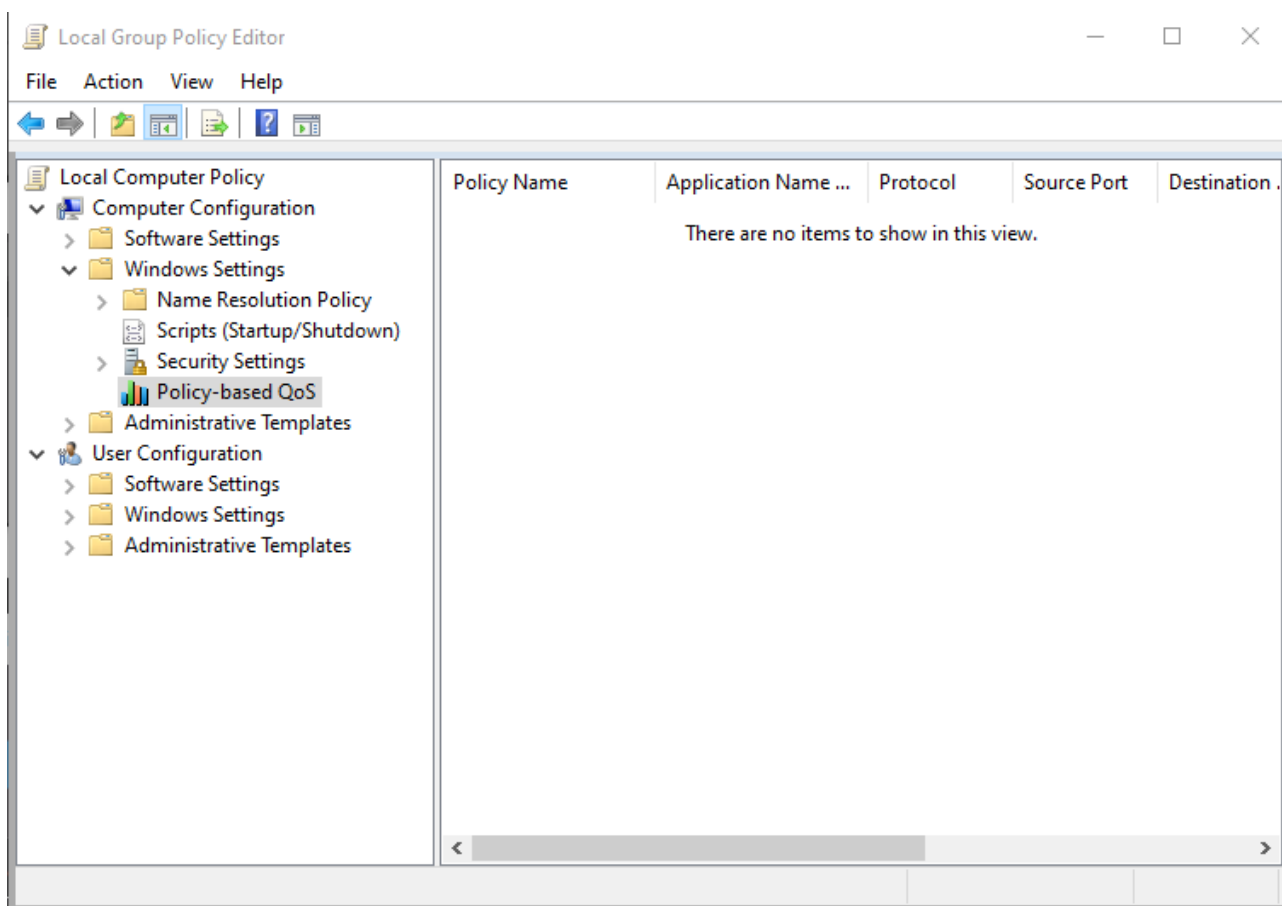 Local Group Policy Editor
File Action View Help
Local Computer Policy
Computer Configuration
Software Settings
Windows Settings
Name Resolution Policy
Scripts (Startup/Shutdown)
Security Settings
Policy-based QoS
Administrative Templates
User Configuration
Software Settings
Windows Settings
Administrative Templates
Policy Name Application Name ... Protocol Source Port Destination .
There are no items to show in this view.